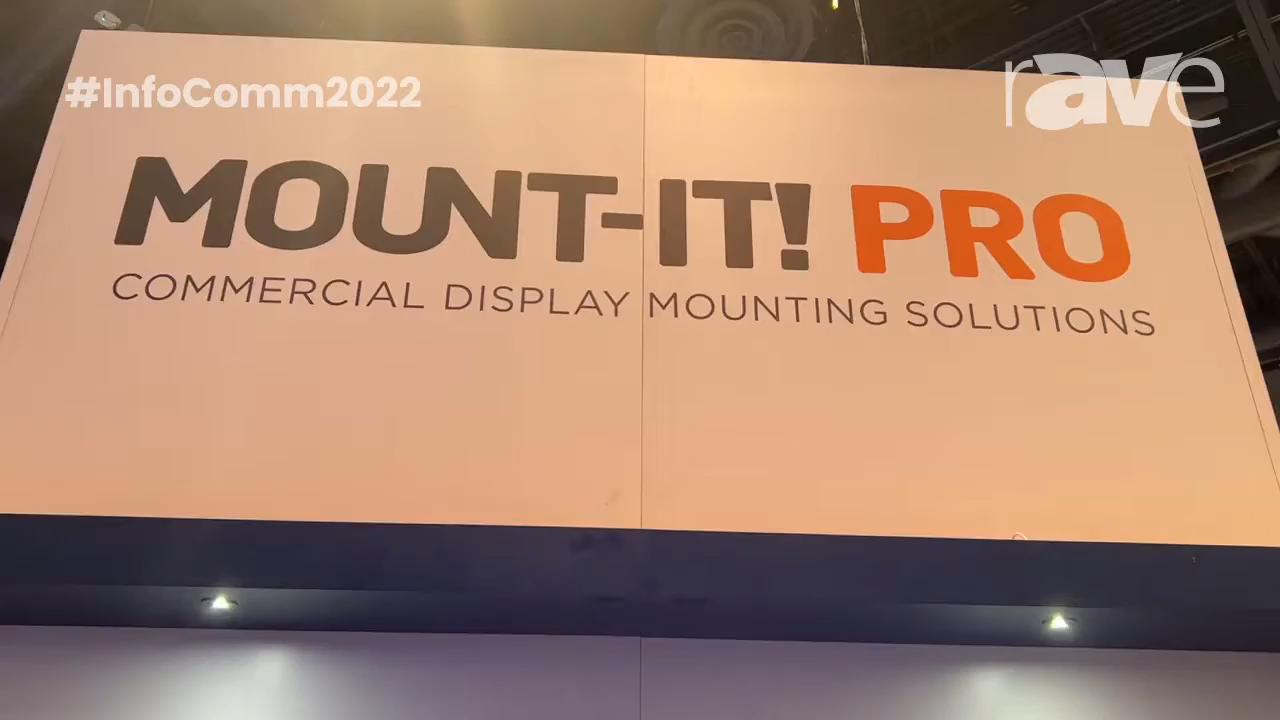 #InfoComm2022
rAVe
MOUNT-IT! PRO
COMMERCIAL DISPLAY MOUNTING SOLUTIONS